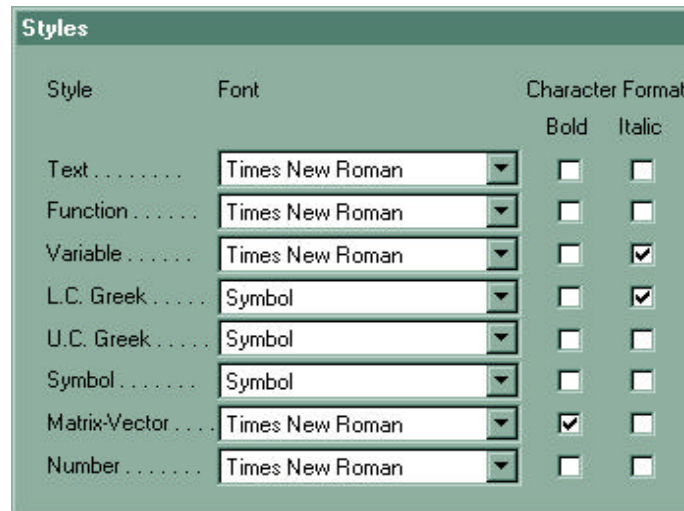 Styles
Style Font Character Format
Bold Italic
Text . . . . . . . . Times New Roman
Function . . . . . . Times New Roman
Variable . . . . . . Times New Roman
L.C. Greek . . . . . Symbol
U.C. Greek . . . . . Symbol
Symbol . . . . . . . Symbol
Matrix-Vector . . . . Times New Roman
Number . . . . . . . Times New Roman